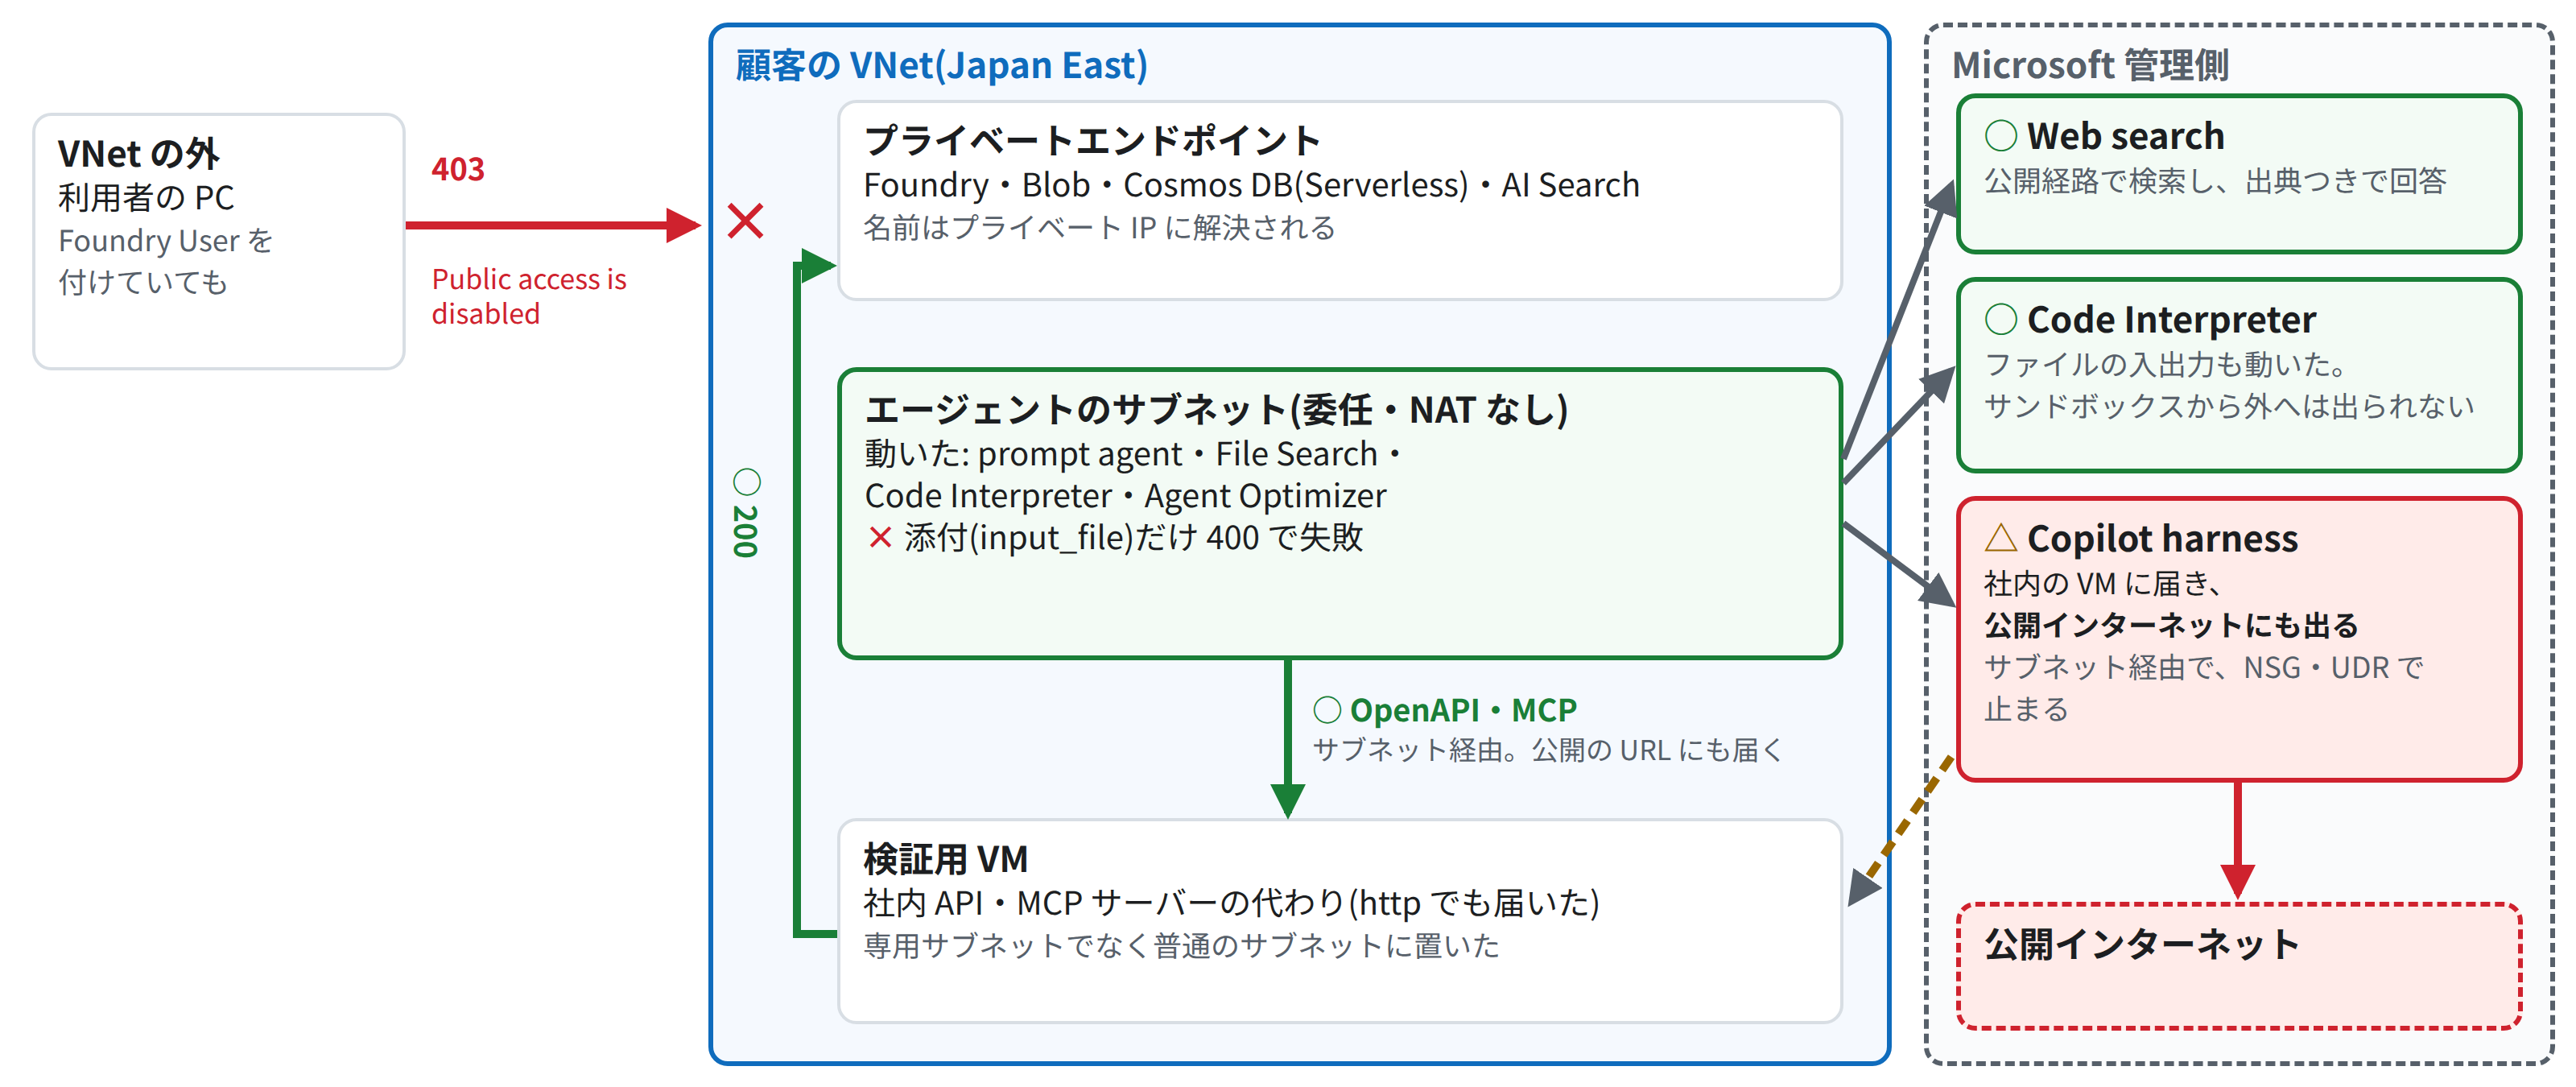 VNet の外
利用者の PC
Foundry User を
付けていても
403
Public access is
disabled
顧客の VNet(Japan East)
✕
プライベートエンドポイント
Foundry・Blob・Cosmos DB(Serverless)・AI Search
名前はプライベート IP に解決される
エージェントのサブネット(委任・NAT なし)
動いた: prompt agent・File Search・
Code Interpreter・Agent Optimizer
✕ 添付(input_file)だけ 400 で失敗
○ 200
○ OpenAPI・MCP
サブネット経由。公開の URL にも届く
検証用 VM
社内 API・MCP サーバーの代わり(http でも届いた)
専用サブネットでなく普通のサブネットに置いた
Microsoft 管理側
○ Web search
公開経路で検索し、出典つきで回答
○ Code Interpreter
ファイルの入出力も動いた。
サンドボックスから外へは出られない
△ Copilot harness
社内の VM に届き、
公開インターネットにも出る
サブネット経由で、NSG・UDR で
止まる
公開インターネット